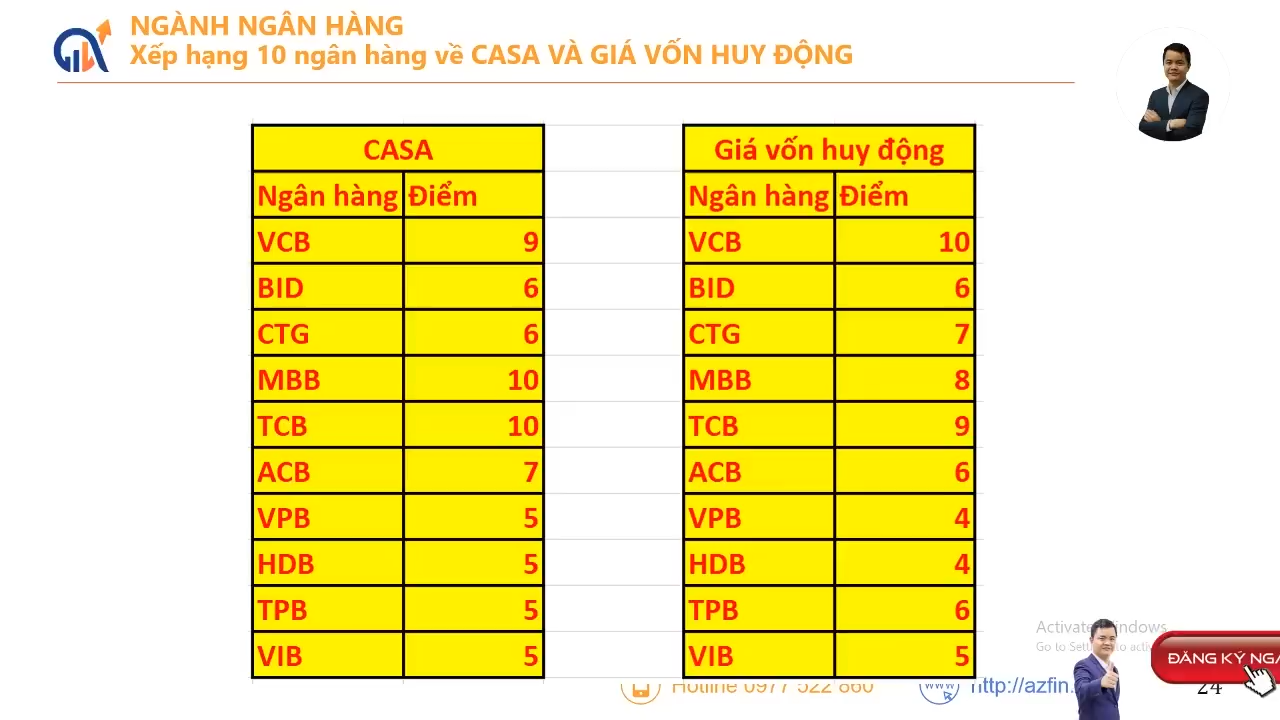 NGÀNH NGÂN HÀNG
Xếp hạng 10 ngân hàng về CASA VÀ GIÁ VỐN HUY ĐỘNG
CASA
Ngân hàng Điểm
VCB 9
BID 6
CTG 6
MBB 10
TCB 10
ACB 7
VPB 5
HDB 5
TPB 5
VIB 5
Giá vốn huy động
Ngân hàng Điểm
VCB 10
BID 6
CTG 7
MBB 8
TCB 9
ACB 6
VPB 4
HDB 4
TPB 6
VIB 5
Activate
Go to
ĐĂNG KÝ
Hotline 0977 522 860
http://azfin.
24